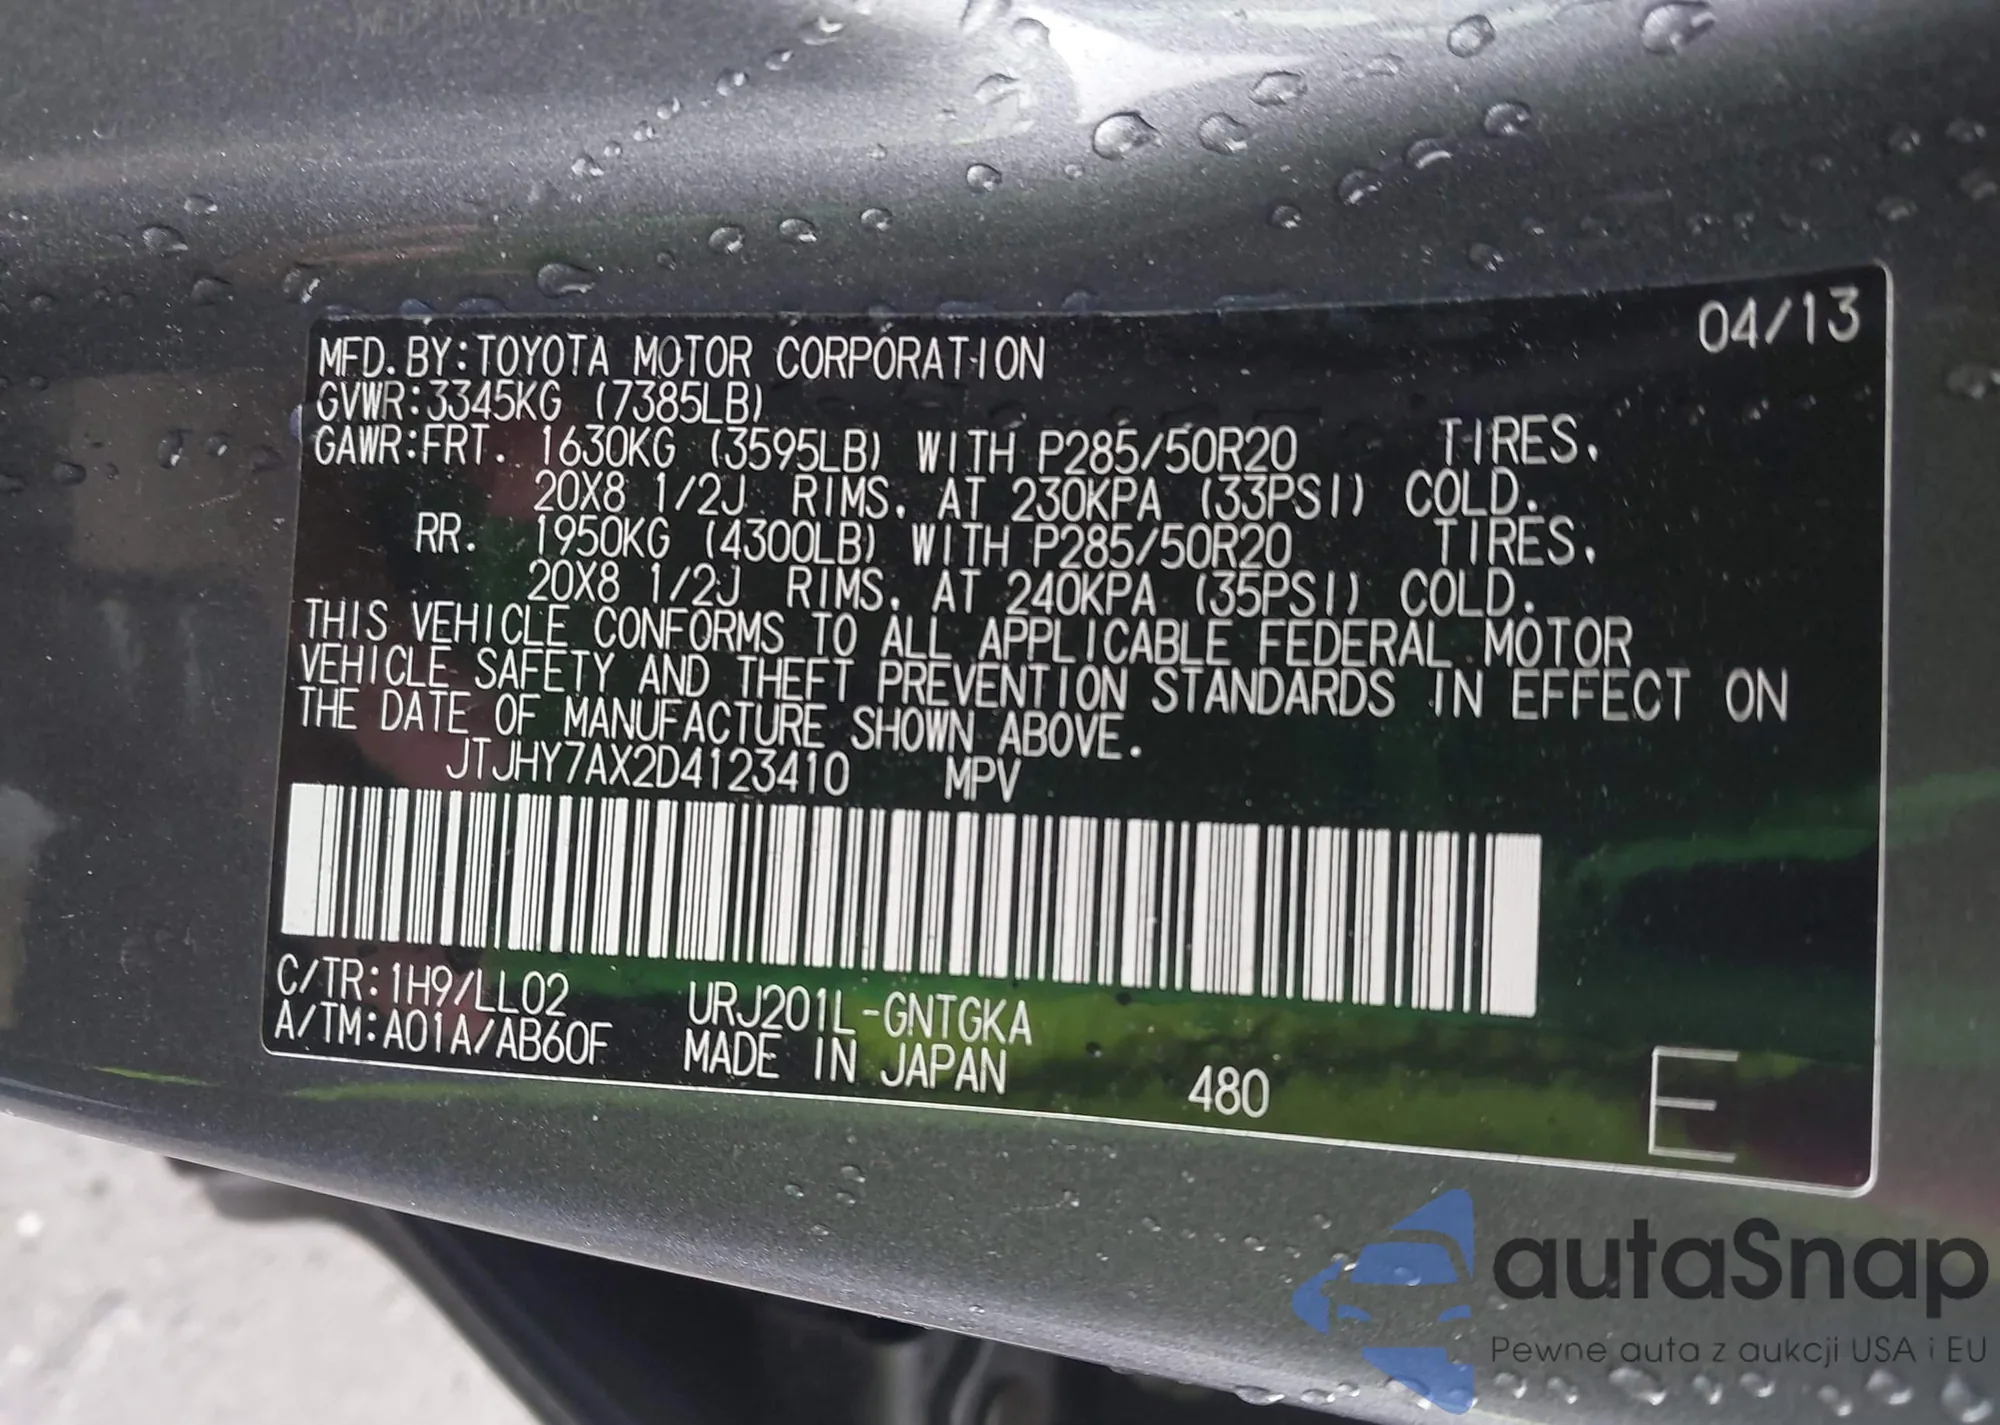 04/13
MFD. BY:TOYOTA MOTOR CORPORATION
GVWR:3345KG (7385LB)
GAWR:FRT. 1630KG (3595LB) WITH P285/50R20 TIRES,
20X8 1/2J RIMS, AT 230KPA (33PSI) COLD.
RR. 1950KG (4300LB) WITH P285/50R20 TIRES,
20X8 1/2J RIMS, AT 240KPA (35PSI) COLD.
THIS VEHICLE CONFORMS TO ALL APPLICABLE FEDERAL MOTOR
VEHICLE SAFETY AND THEFT PREVENTION STANDARDS IN EFFECT ON
THE DATE OF MANUFACTURE SHOWN ABOVE.
JTJHY7AX2D4123410 MPV
C/TR:1H9/LL02 URJ201L-GNTGKA
A/TM:A01A/AB60F MADE IN JAPAN 480 E
autaSnap
Pewne auta z aukcji USA i EU